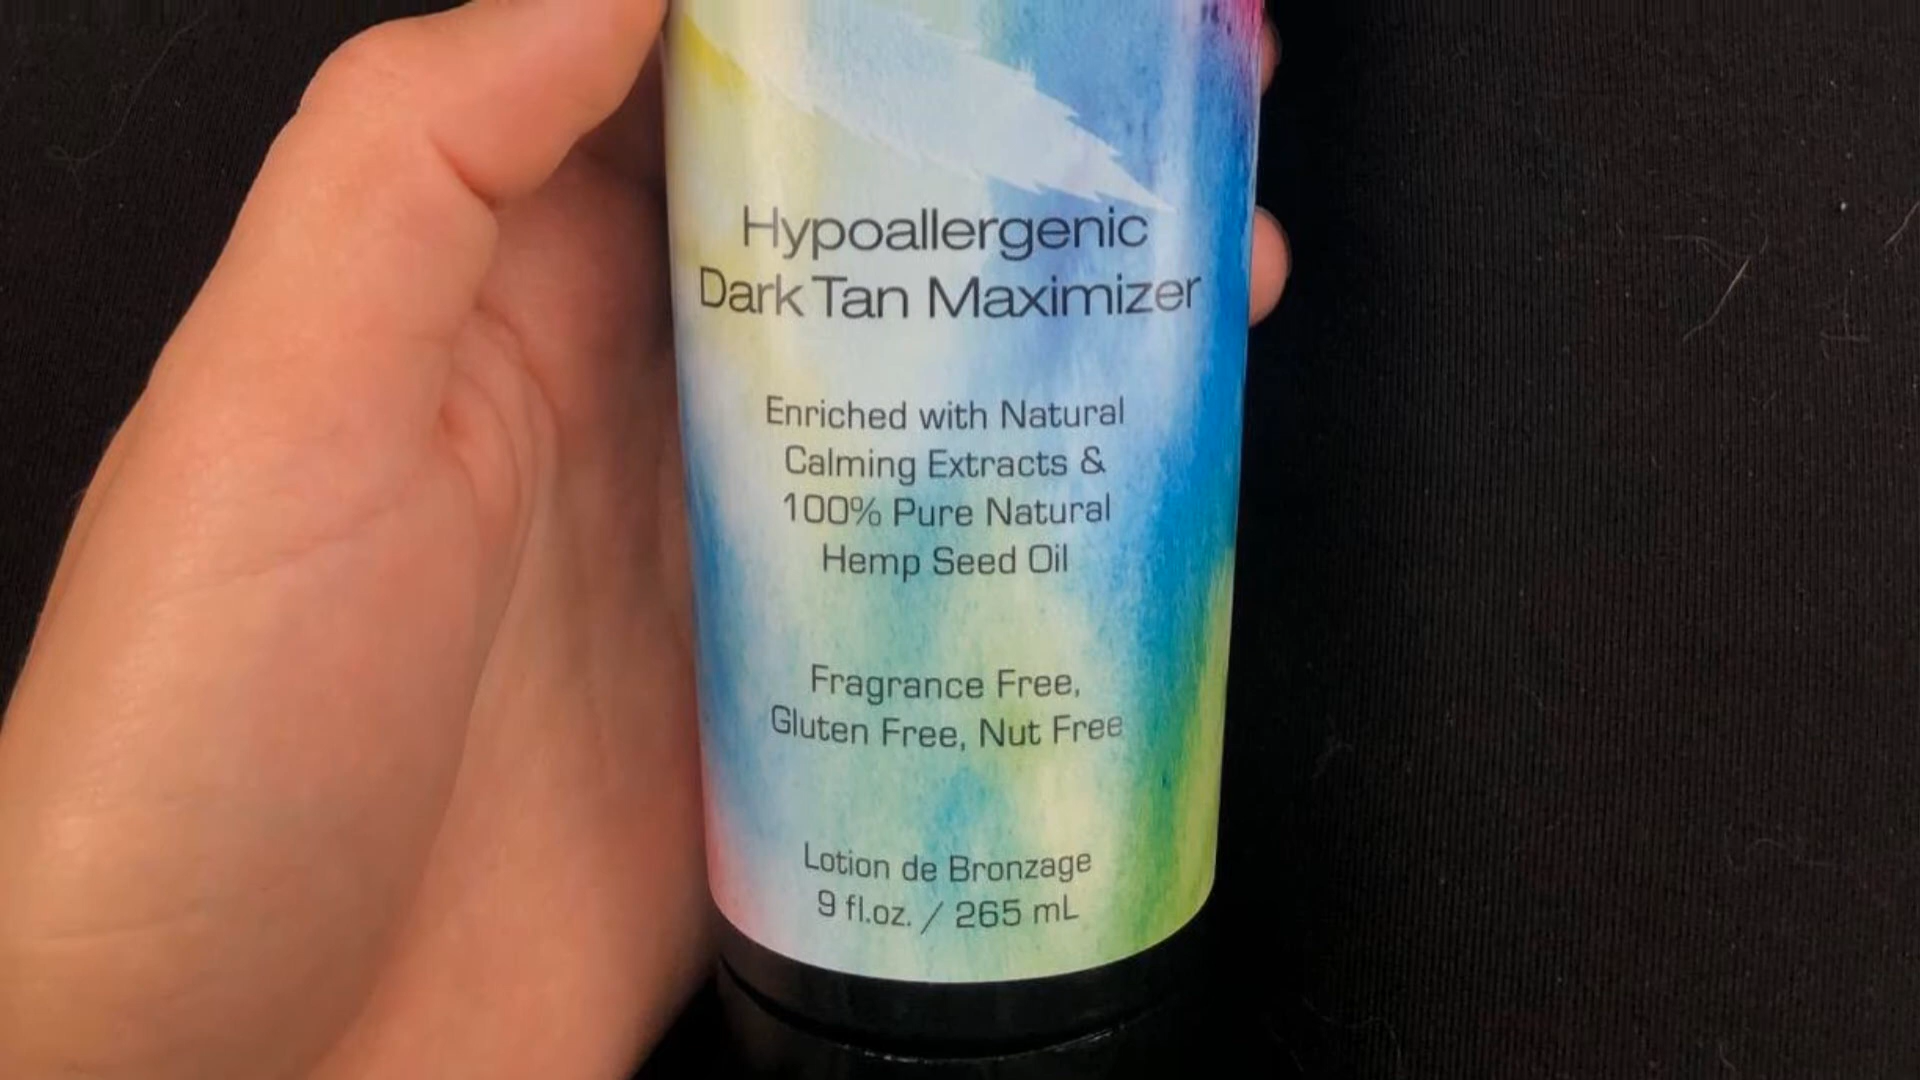 Hypoallergenic
Dark Tan Maximizer
Enriched with Natural
Calming Extracts &
100% Pure Natural
Hemp Seed Oil
Fragrance Free,
Gluten Free, Nut Free
Lotion de Bronzage
9 fl.oz. / 265 mL